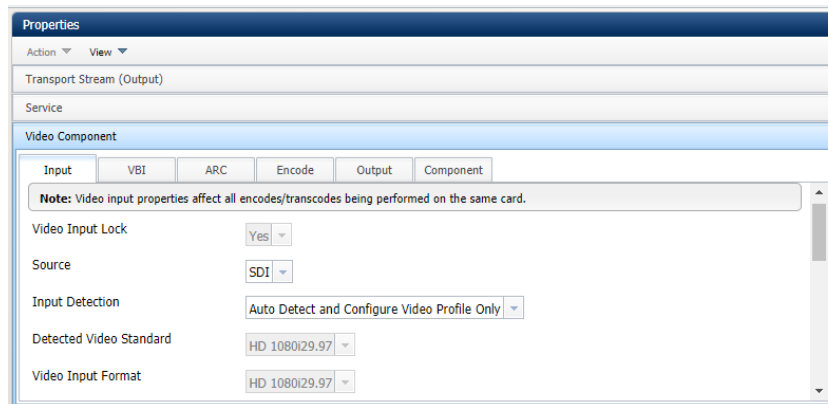 Properties
Action View
Transport Stream (Output)
Service
Video Component
Input VBI ARC Encode Output Component
Note: Video input properties affect all encodes/transcodes being performed on the same card.
Video Input Lock Yes
Source SDI
Input Detection Auto Detect and Configure Video Profile Only
Detected Video Standard HD 1080i29.97
Video Input Format HD 1080i29.97